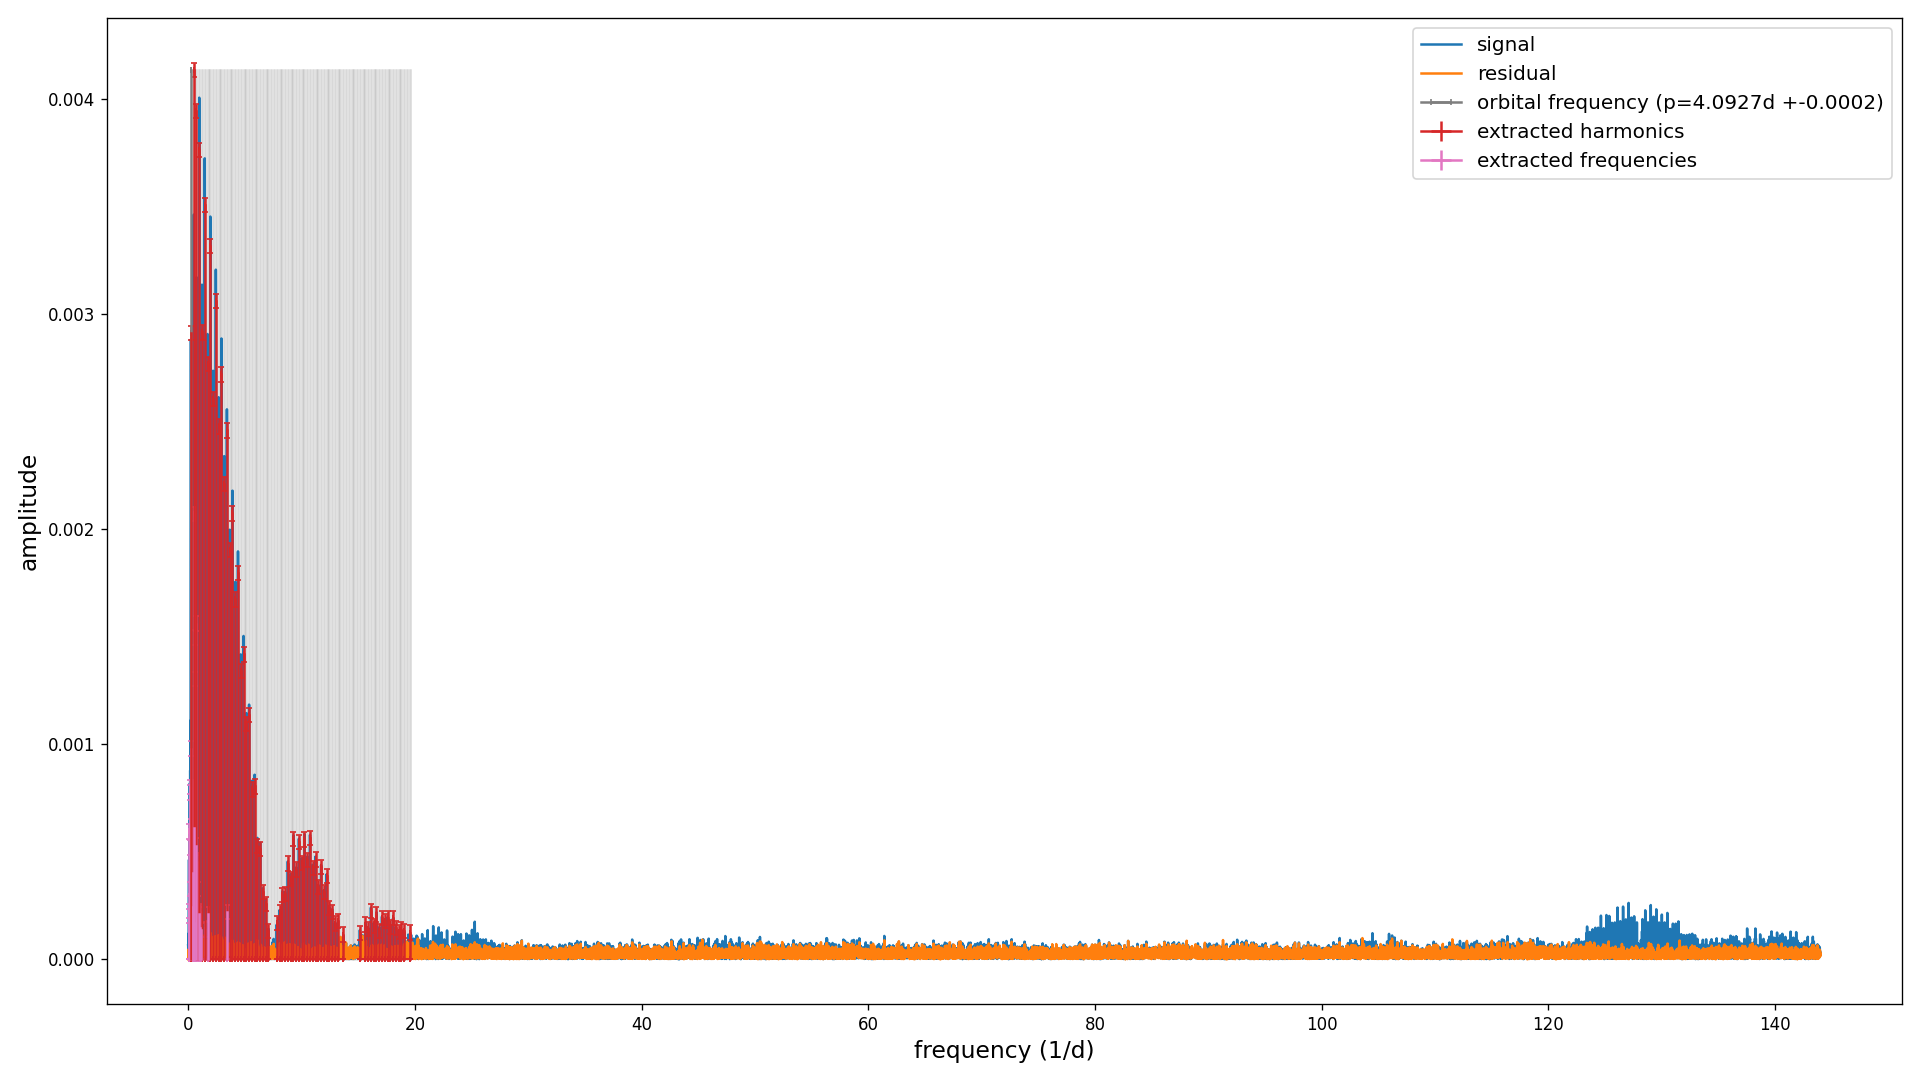 signal
residual
orbital frequency (p=4.0927d +-0.0002)
extracted harmonics
extracted frequencies
0.004
0.003
0.002
0.001
0.000
amplitude
0 20 40 60 80 100 120 140
frequency (1/d)